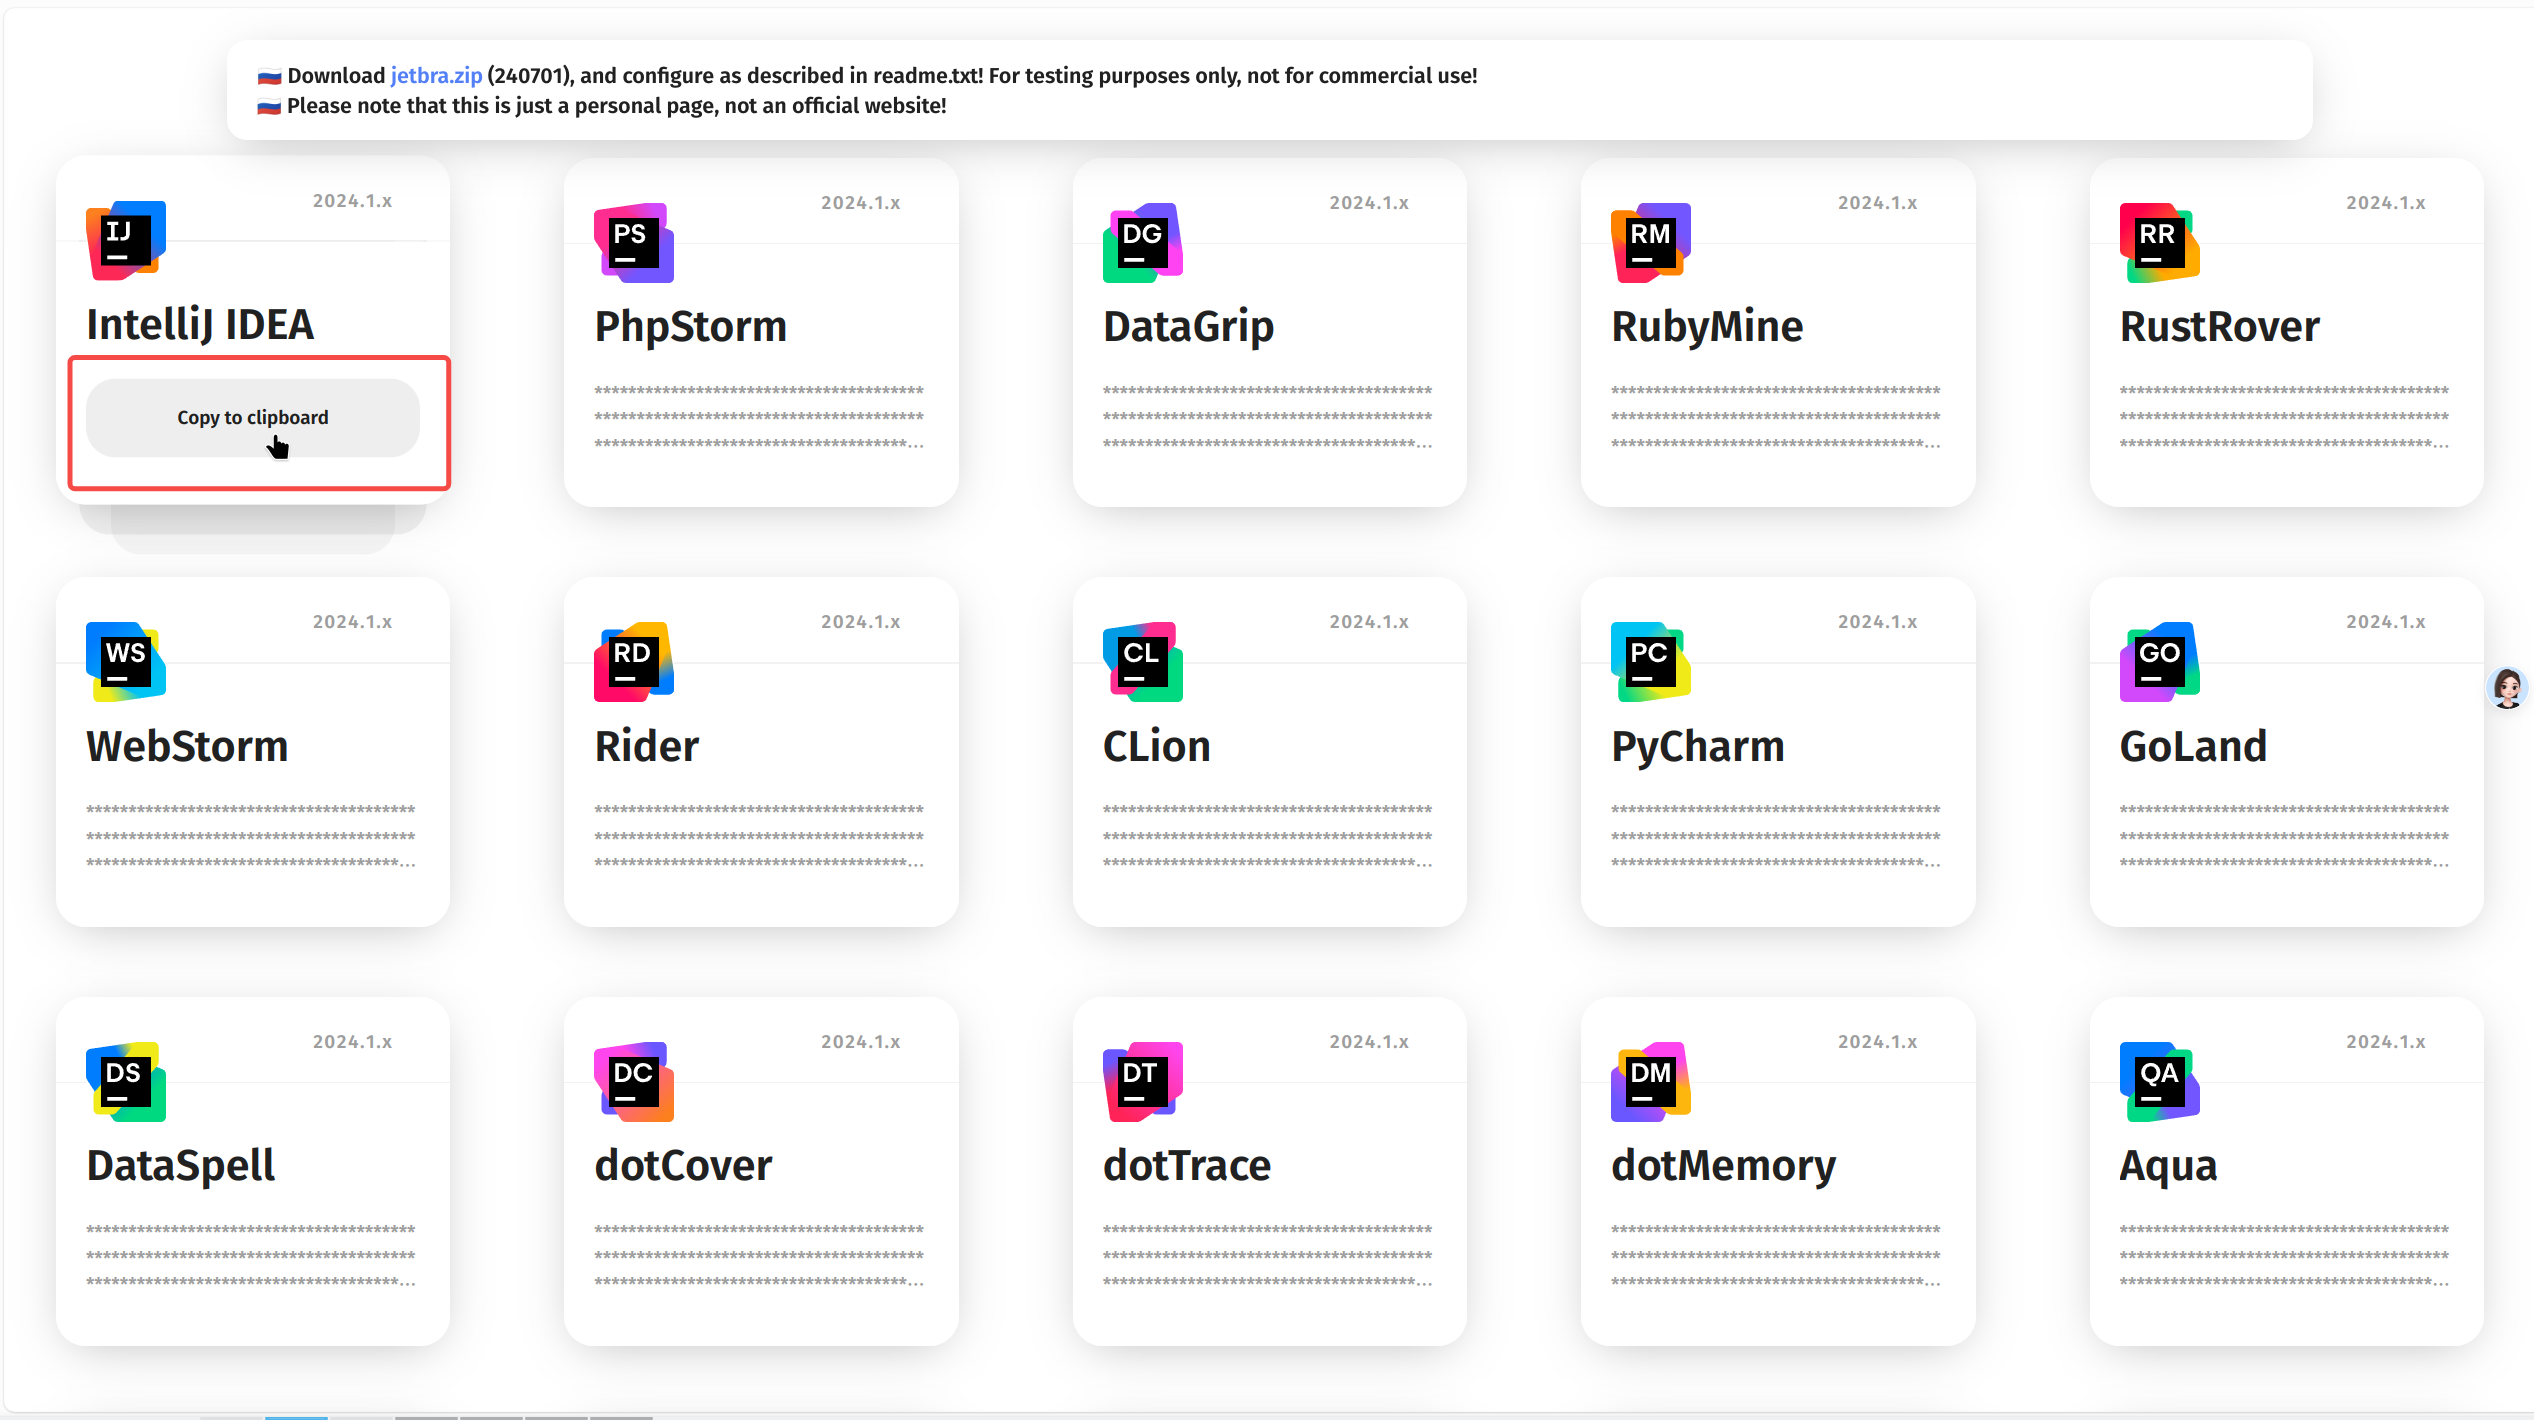 Download jetbra.zip (240701), and configure as described in readme.txt! For testing purposes only, not for commercial use!
Please note that this is just a personal page, not an official website!
2024.1.x
IJ
IntelliJ IDEA
Copy to clipboard
2024.1.x
PS
PhpStorm
***************************************
***************************************
*************************************...
2024.1.x
DG
DataGrip
***************************************
***************************************
*************************************...
2024.1.x
RM
RubyMine
***************************************
***************************************
*************************************...
2024.1.x
RR
RustRover
***************************************
***************************************
*************************************...
2024.1.x
WS
WebStorm
***************************************
***************************************
*************************************...
2024.1.x
RD
Rider
***************************************
***************************************
*************************************...
2024.1.x
CL
CLion
***************************************
***************************************
*************************************...
2024.1.x
PC
PyCharm
***************************************
***************************************
*************************************...
2024.1.x
GO
GoLand
***************************************
***************************************
*************************************...
2024.1.x
DS
DataSpell
***************************************
***************************************
*************************************...
2024.1.x
DC
dotCover
***************************************
***************************************
*************************************...
2024.1.x
DT
dotTrace
***************************************
***************************************
*************************************...
2024.1.x
DM
dotMemory
***************************************
***************************************
*************************************...
2024.1.x
QA
Aqua
***************************************
***************************************
*************************************...